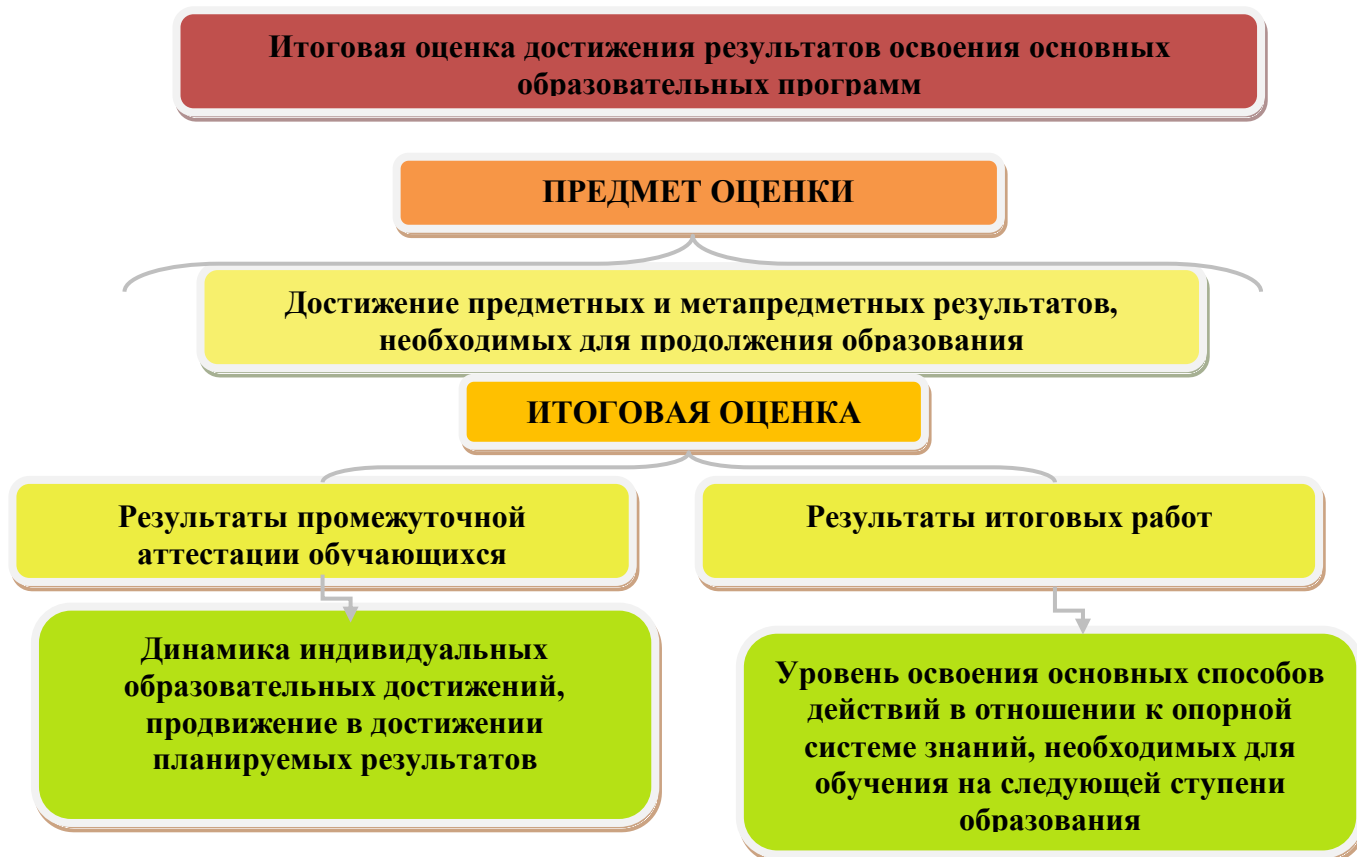 Итоговая оценка достижения результатов освоения основных
образовательных программ
ПРЕДМЕТ ОЦЕНКИ
Достижение предметных и метапредметных результатов,
необходимых для продолжения образования
ИТОГОВАЯ ОЦЕНКА
Результаты промежуточной
аттестации обучающихся
Результаты итоговых работ
Динамика индивидуальных
образовательных достижений,
продвижение в достижении
планируемых результатов
Уровень освоения основных способов
действий в отношении к опорной
системе знаний, необходимых для
обучения на следующей ступени
образования